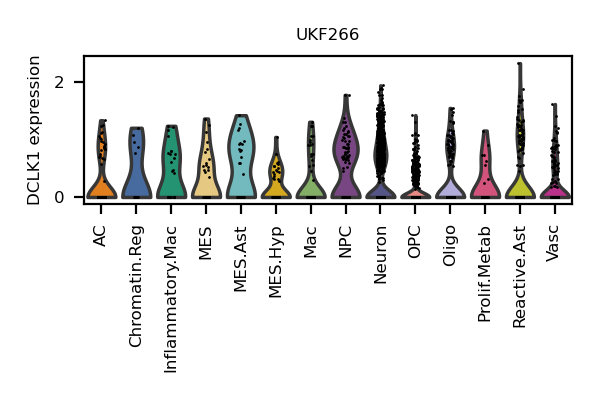 UKF266
DCLK1 expression
2
0
AC
Chromatin.Reg
Inflammatory.Mac
MES
MES.Ast
MES.Hyp
Mac
NPC
Neuron
OPC
Oligo
Prolif.Metab
Reactive.Ast
Vasc